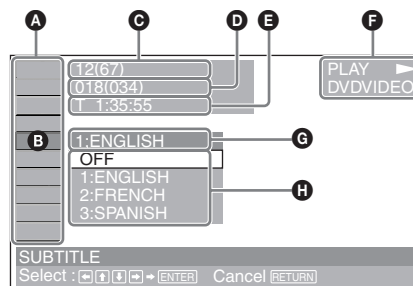 A C D E F
12(67)
018(034)
T 1:35:55
PLAY
DVDVIDEO
B
1:ENGLISH
G
OFF
1:ENGLISH
2:FRENCH
3:SPANISH
H
SUBTITLE
Select : ← ↑ ↓ → → ENTER Cancel RETURN